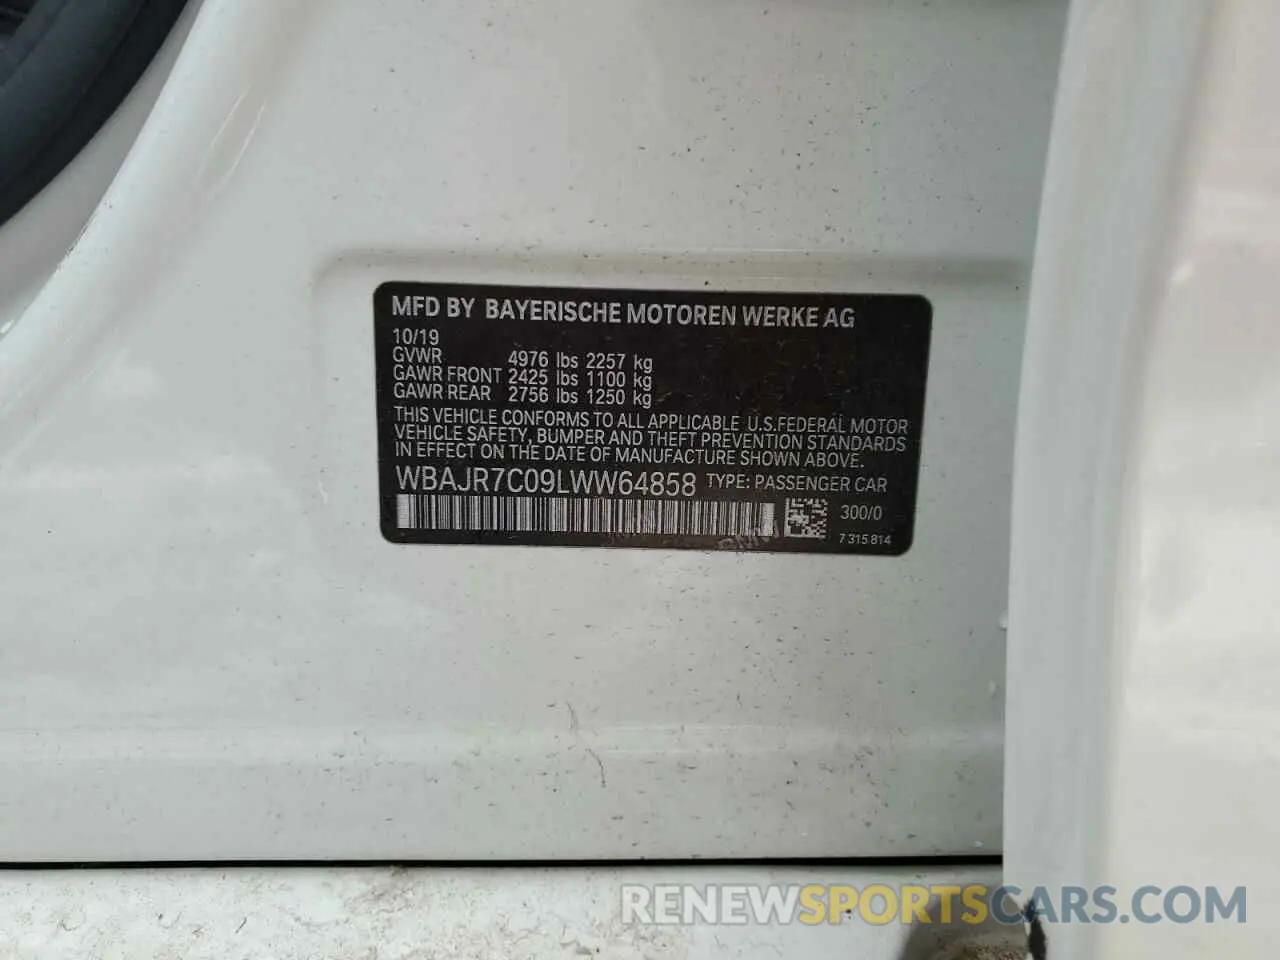 MFD BY BAYERISCHE MOTOREN WERKE AG
10/19
GVWR 4976 lbs 2257 kg
GAWR FRONT 2425 lbs 1100 kg
GAWR REAR 2756 lbs 1250 kg
THIS VEHICLE CONFORMS TO ALL APPLICABLE U.S.FEDERAL MOTOR
VEHICLE SAFETY, BUMPER AND THEFT PREVENTION STANDARDS
IN EFFECT ON THE DATE OF MANUFACTURE SHOWN ABOVE.
WBAJR7C09LWW64858 TYPE: PASSENGER CAR
300/0
7 315 814
RENEWSPORTSCARS.COM